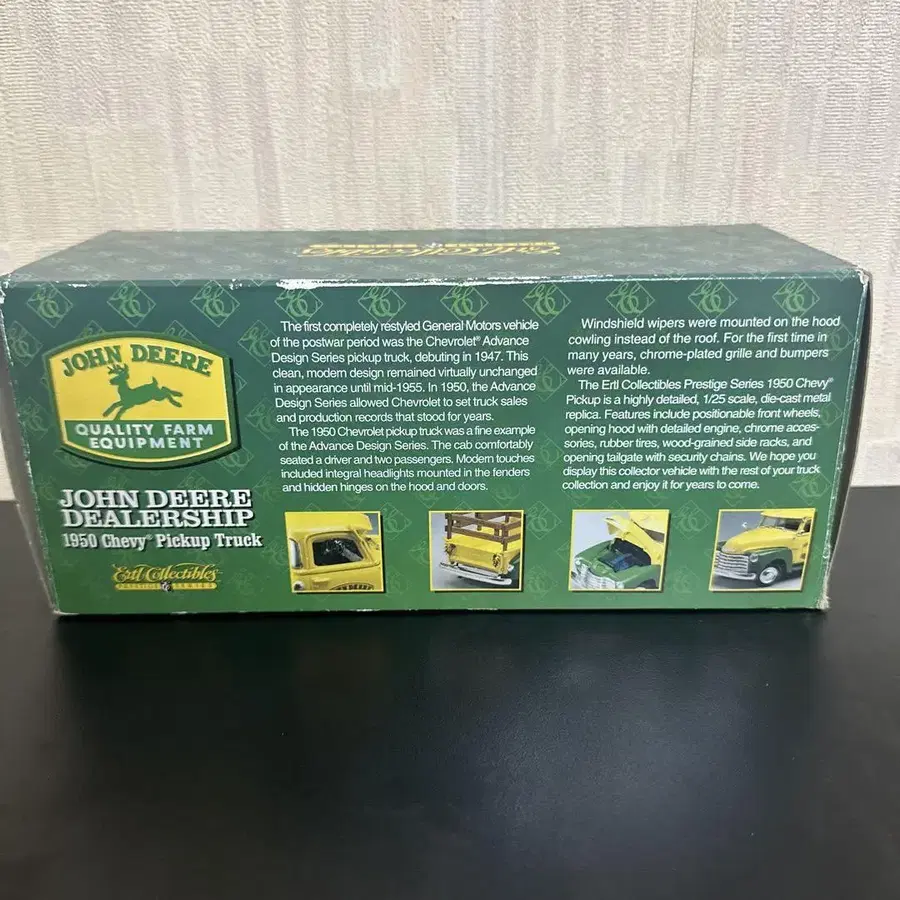 Ertl Collectibles
JOHN DEERE
QUALITY FARM
EQUIPMENT
JOHN DEERE
DEALERSHIP
1950 Chevy® Pickup Truck
Ertl Collectibles
PRESTIGE SERIES
The first completely restyled General Motors vehicle
of the postwar period was the Chevrolet® Advance
Design Series pickup truck, debuting in 1947. This
clean, modern design remained virtually unchanged
in appearance until mid-1955. In 1950, the Advance
Design Series allowed Chevrolet to set truck sales
and production records that stood for years.
The 1950 Chevrolet pickup truck was a fine example
of the Advance Design Series. The cab comfortably
seated a driver and two passengers. Modern touches
included integral headlights mounted in the fenders
and hidden hinges on the hood and doors.
Windshield wipers were mounted on the hood
cowling instead of the roof. For the first time in
many years, chrome-plated grille and bumpers
were available.
The Ertl Collectibles Prestige Series 1950 Chevy®
Pickup is a highly detailed, 1/25 scale, die-cast metal
replica. Features include positionable front wheels,
opening hood with detailed engine, chrome acces-
sories, rubber tires, wood-grained side racks, and
opening tailgate with security chains. We hope you
display this collector vehicle with the rest of your truck
collection and enjoy it for years to come.